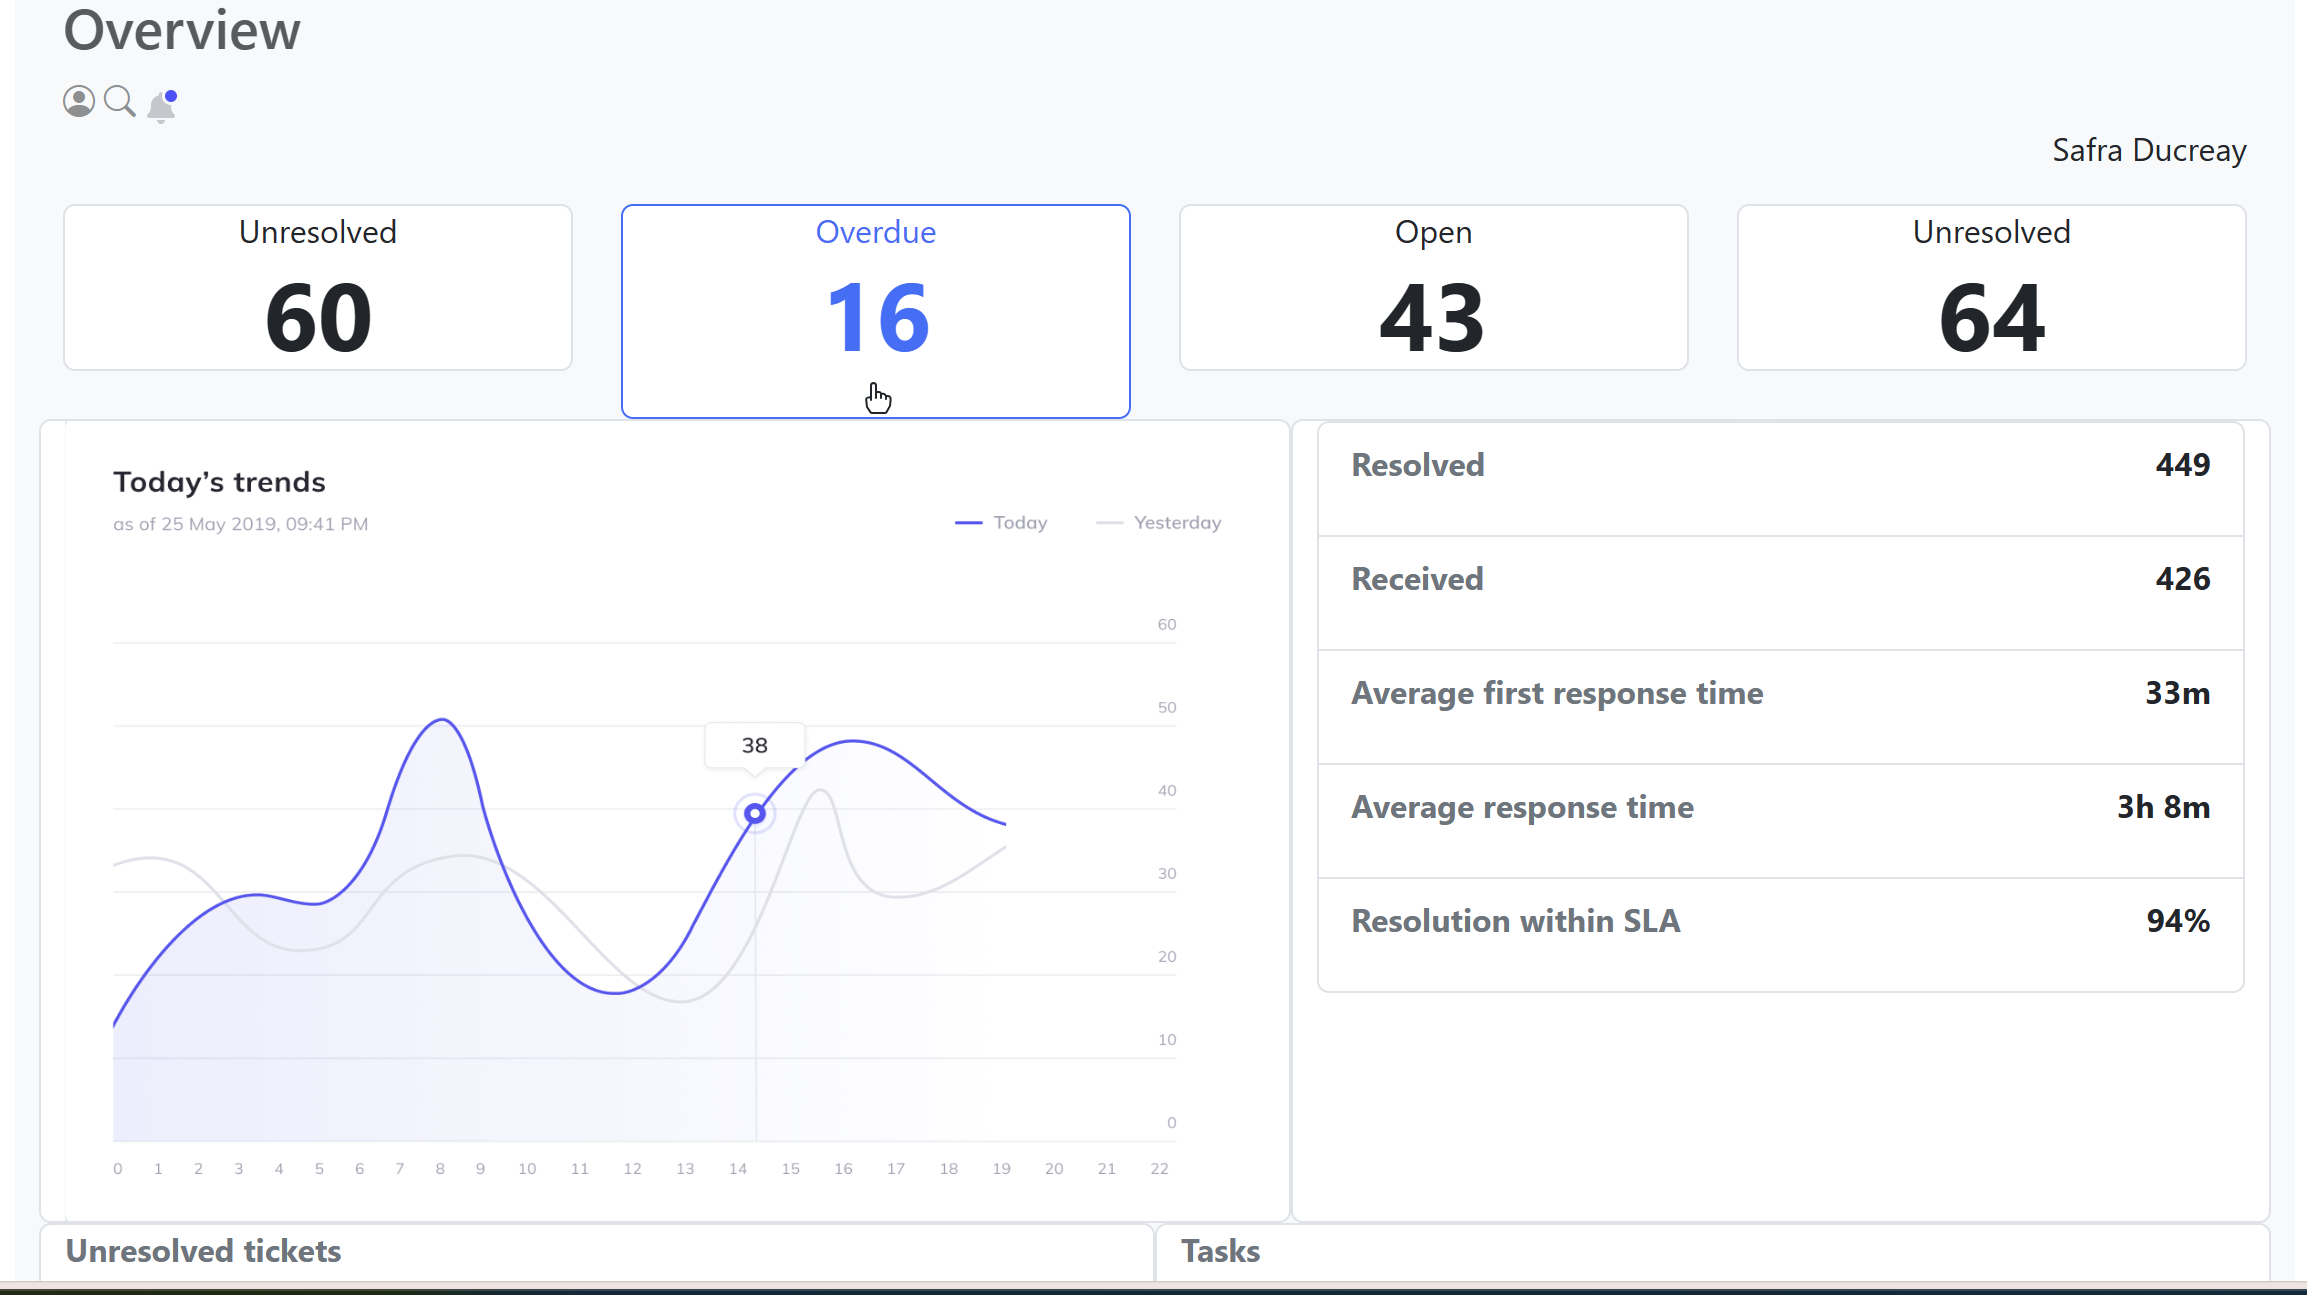 Overview
Safra Ducreay
Unresolved
60
Overdue
16
Open
43
Unresolved
64
Today’s trends
as of 25 May 2019, 09:41 PM
Today
Yesterday
60
50
38
40
30
20
10
0
0 1 2 3 4 5 6 7 8 9 10 11 12 13 14 15 16 17 18 19 20 21 22
Resolved 449
Received 426
Average first response time 33m
Average response time 3h 8m
Resolution within SLA 94%
Unresolved tickets
Tasks